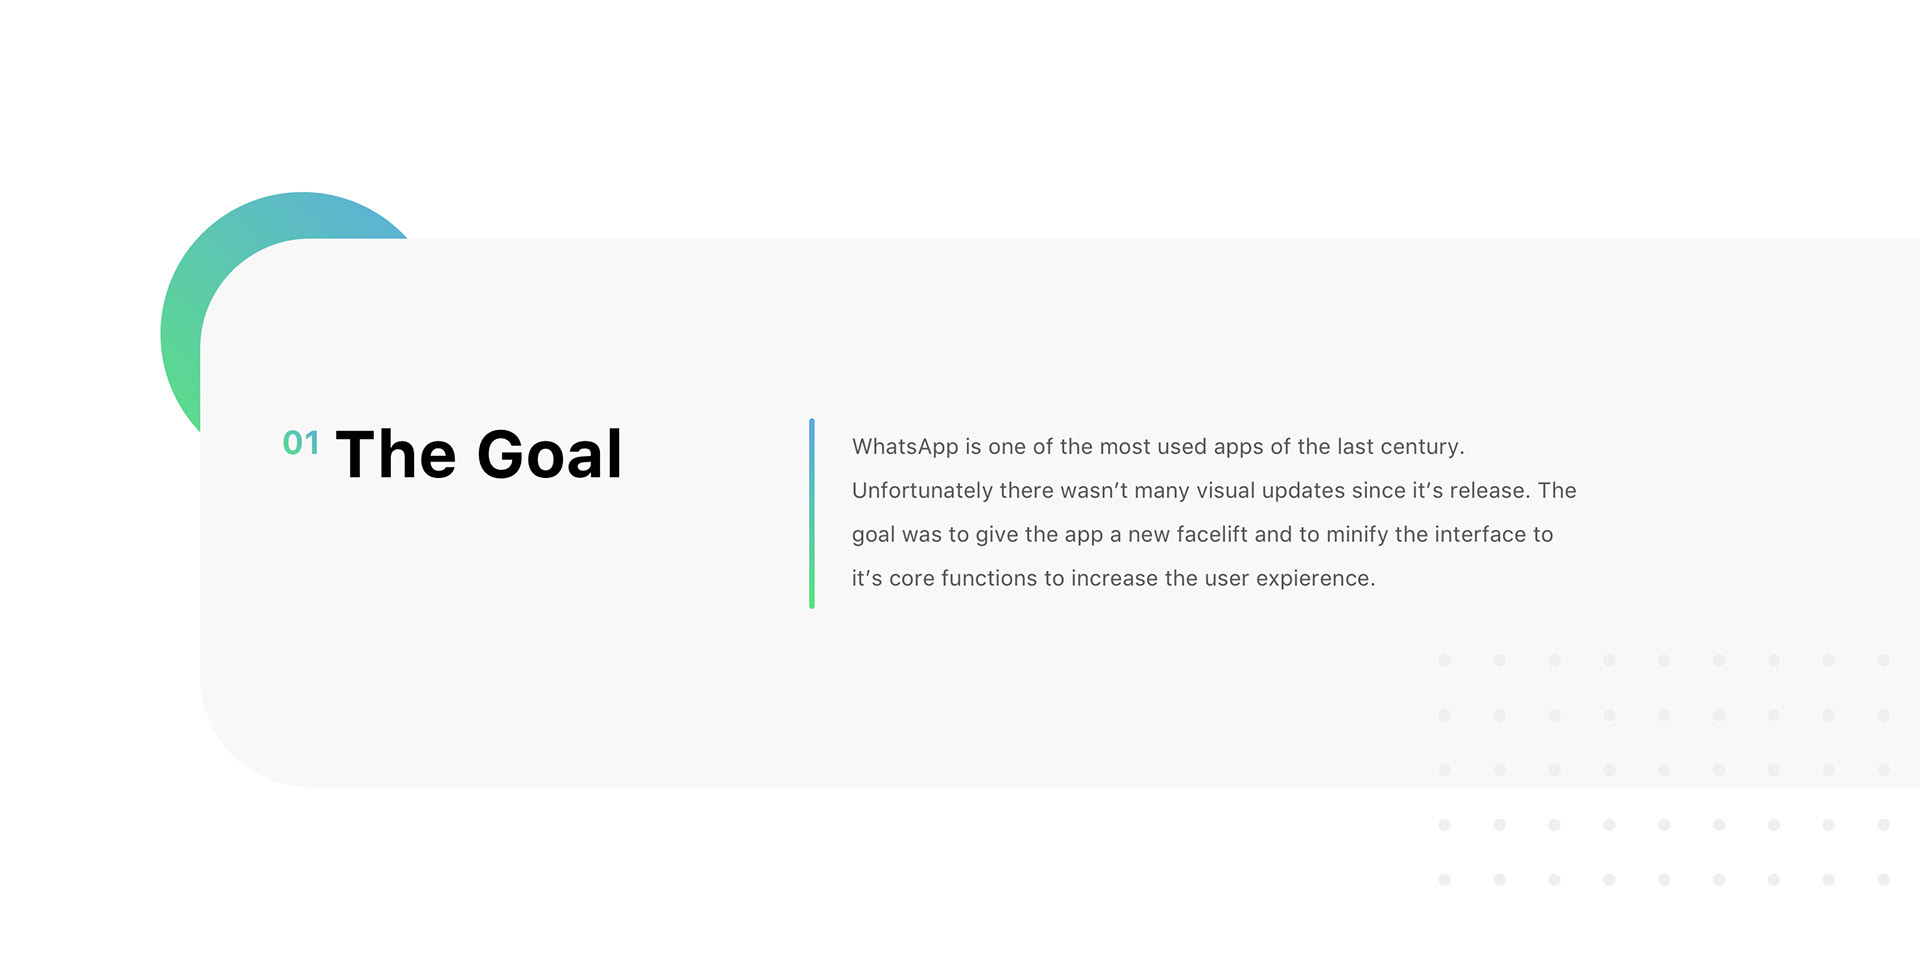 01 The Goal
WhatsApp is one of the most used apps of the last century.
Unfortunately there wasn’t many visual updates since it’s release. The
goal was to give the app a new facelift and to minify the interface to
it’s core functions to increase the user expierence.